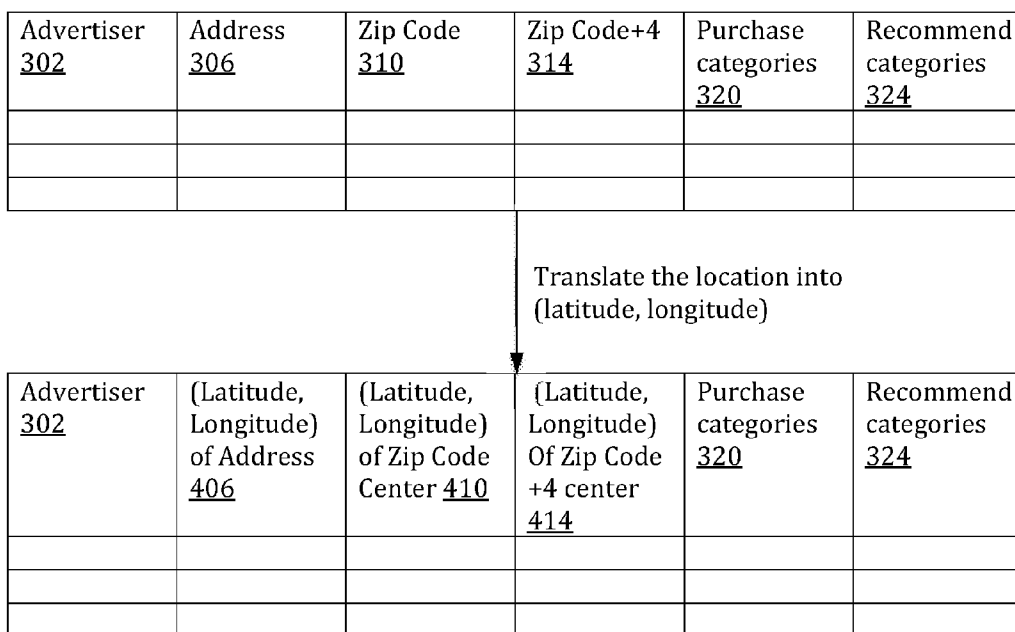 Advertiser
302
Address
306
Zip Code
310
Zip Code+4
314
Purchase
categories
320
Recommend
categories
324
Translate the location into
(latitude, longitude)
Advertiser
302
(Latitude,
Longitude)
of Address
406
(Latitude,
Longitude)
of Zip Code
Center 410
(Latitude,
Longitude)
Of Zip Code
+4 center
414
Purchase
categories
320
Recommend
categories
324